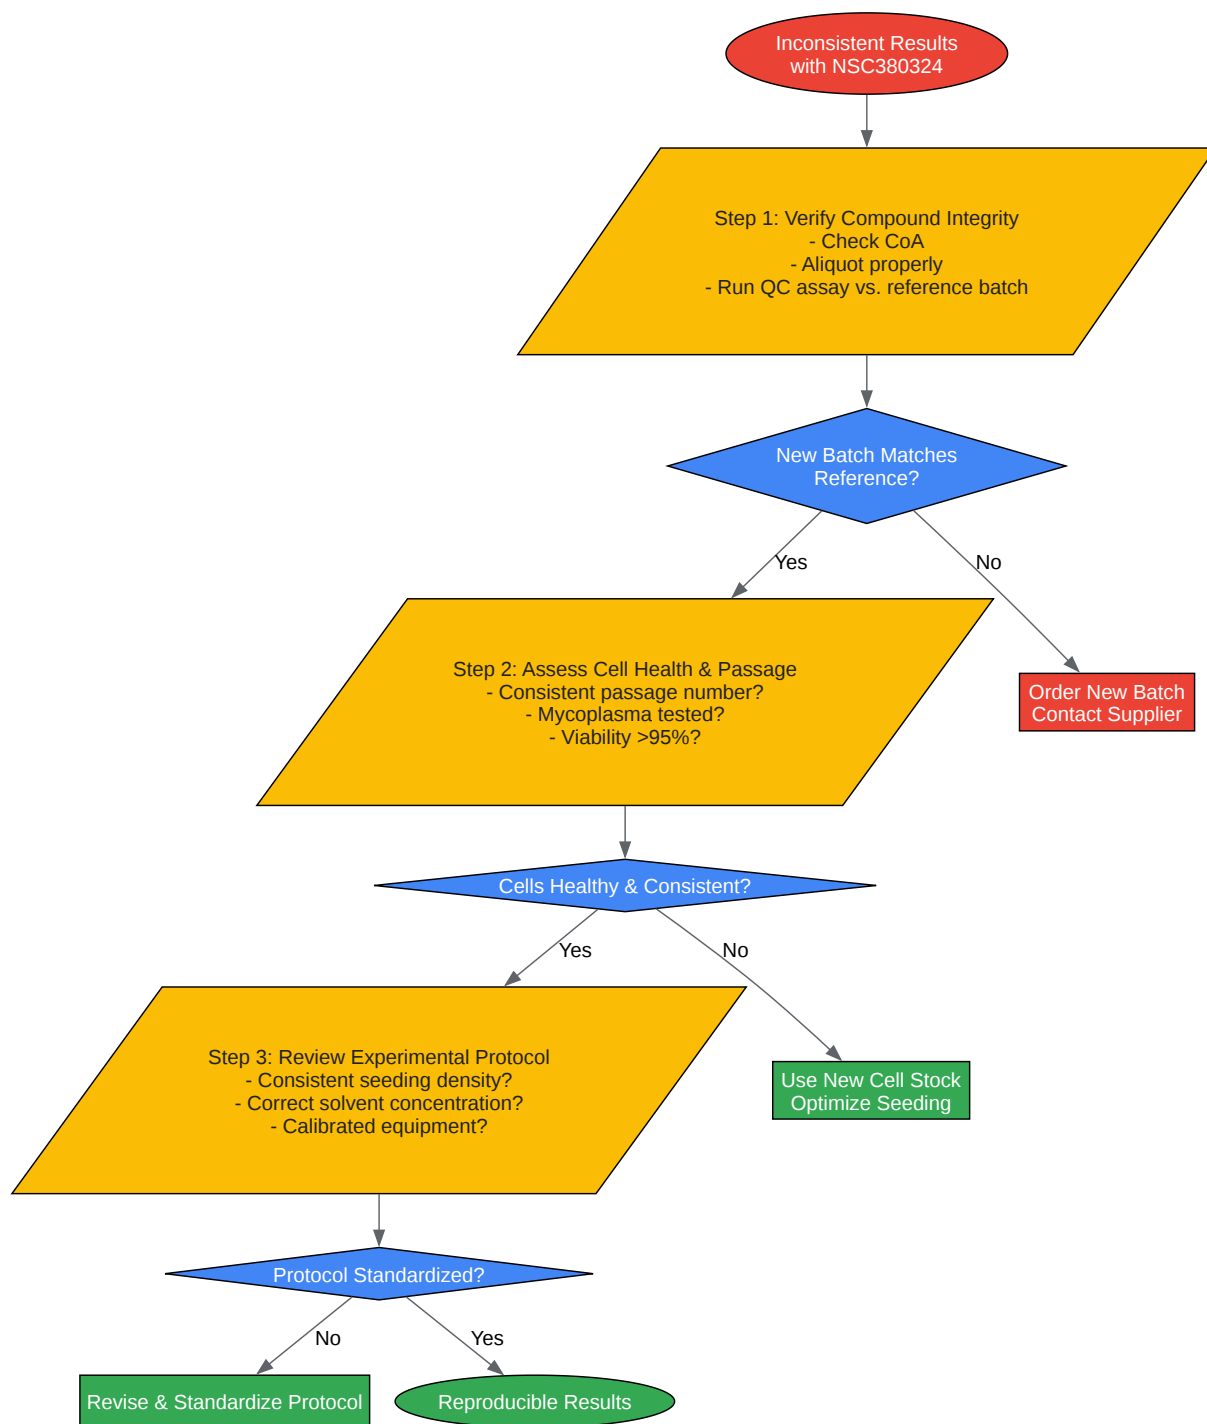 Inconsistent Results
with NSC380324
Step 1: Verify Compound Integrity
- Check CoA
- Aliquot properly
- Run QC assay vs. reference batch
New Batch Matches
Reference?
Yes
No
Step 2: Assess Cell Health & Passage
- Consistent passage number?
- Mycoplasma tested?
- Viability >95%?
Order New Batch
Contact Supplier
Cells Healthy & Consistent?
Yes
No
Step 3: Review Experimental Protocol
- Consistent seeding density?
- Correct solvent concentration?
- Calibrated equipment?
Use New Cell Stock
Optimize Seeding
Protocol Standardized?
No
Yes
Revise & Standardize Protocol
Reproducible Results